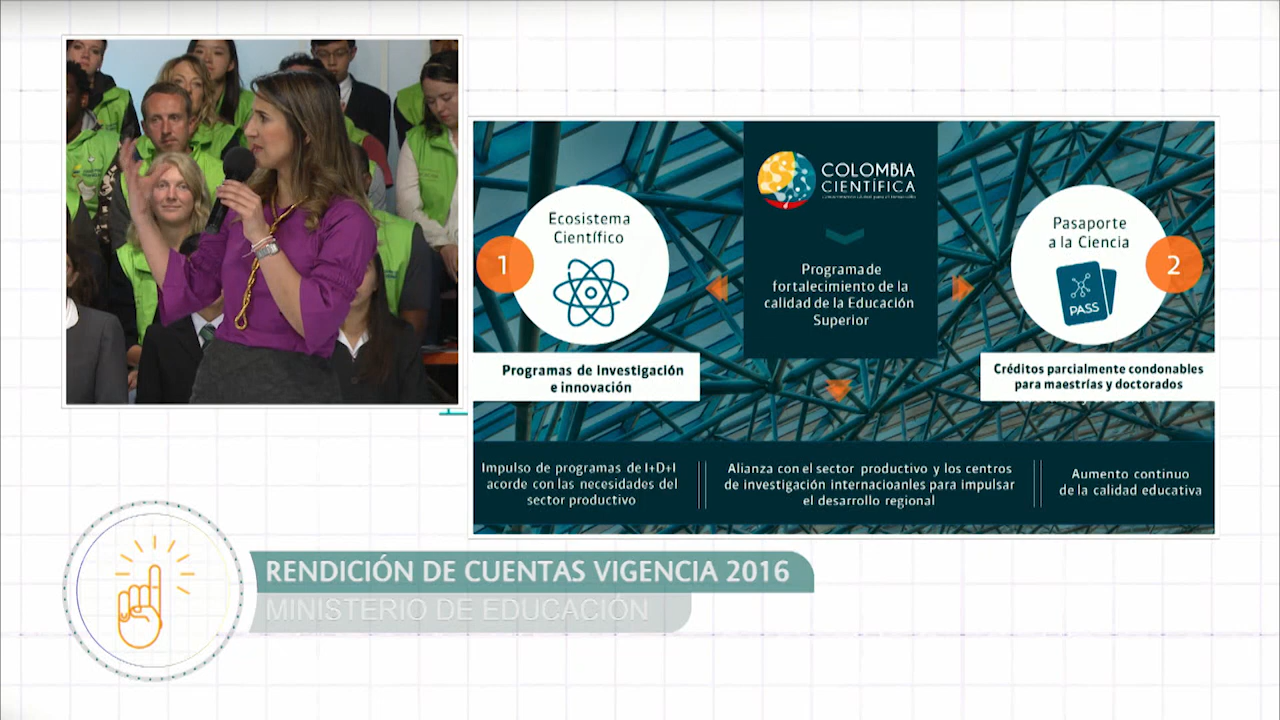 COLOMBIA
CIENTÍFICA
Programa de
fortalecimiento de la
calidad de la Educación
Superior
1
Ecosistema
Científico
Programas de Investigación
e innovación
Pasaporte
a la Ciencia
PASS
2
Créditos parcialmente condonables
para maestrías y doctorados
Impulso de programas de I+D+I
acorde con las necesidades del
sector productivo
Alianza con el sector productivo y los centros
de investigación internacioanles para impulsar
el desarrollo regional
Aumento continuo
de la calidad educativa
RENDICIÓN DE CUENTAS VIGENCIA 2016
MINISTERIO DE EDUCACIÓN